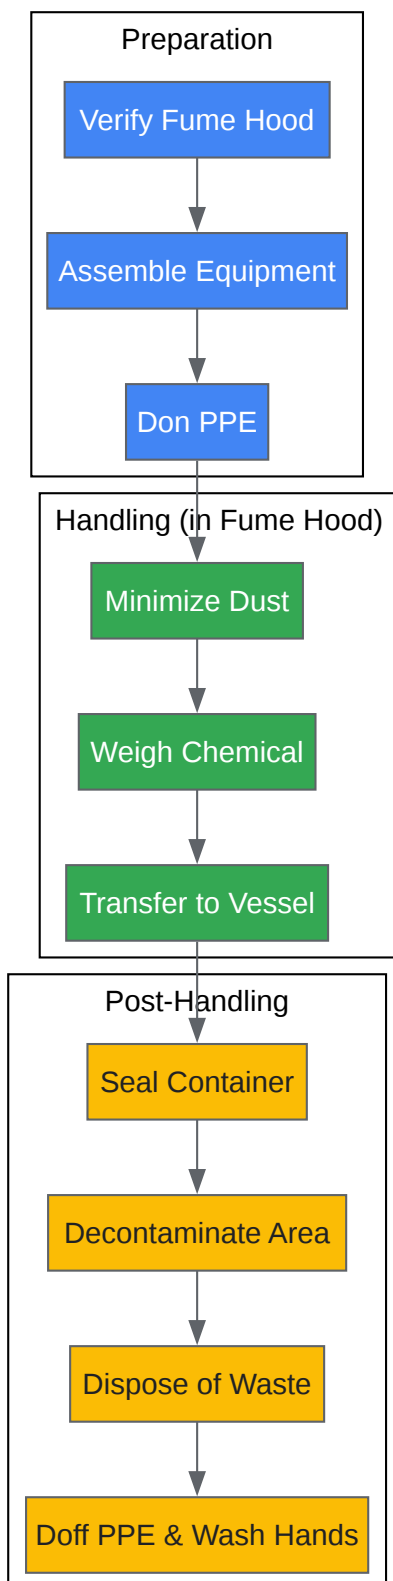 Preparation
Verify Fume Hood
Assemble Equipment
Don PPE
Handling (in Fume Hood)
Minimize Dust
Weigh Chemical
Transfer to Vessel
Post-Handling
Seal Container
Decontaminate Area
Dispose of Waste
Doff PPE & Wash Hands